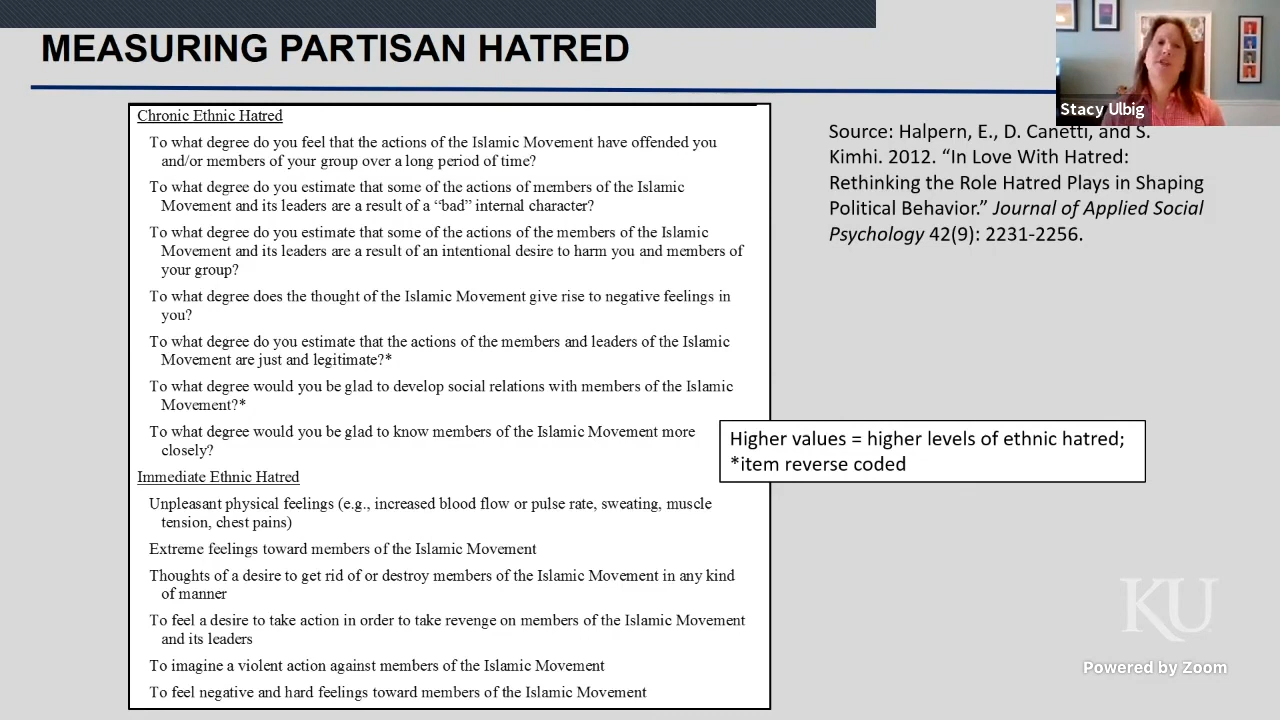 MEASURING PARTISAN HATRED
Stacy Ulbig
Chronic Ethnic Hatred
To what degree do you feel that the actions of the Islamic Movement have offended you
and/or members of your group over a long period of time?
To what degree do you estimate that some of the actions of members of the Islamic
Movement and its leaders are a result of a “bad” internal character?
To what degree do you estimate that some of the actions of the members of the Islamic
Movement and its leaders are a result of an intentional desire to harm you and members of
your group?
To what degree does the thought of the Islamic Movement give rise to negative feelings in
you?
To what degree do you estimate that the actions of the members and leaders of the Islamic
Movement are just and legitimate?*
To what degree would you be glad to develop social relations with members of the Islamic
Movement?*
To what degree would you be glad to know members of the Islamic Movement more
closely?
Immediate Ethnic Hatred
Unpleasant physical feelings (e.g., increased blood flow or pulse rate, sweating, muscle
tension, chest pains)
Extreme feelings toward members of the Islamic Movement
Thoughts of a desire to get rid of or destroy members of the Islamic Movement in any kind
of manner
To feel a desire to take action in order to take revenge on members of the Islamic Movement
and its leaders
To imagine a violent action against members of the Islamic Movement
To feel negative and hard feelings toward members of the Islamic Movement
Source: Halpern, E., D. Canetti, and S.
Kimhi. 2012. “In Love With Hatred:
Rethinking the Role Hatred Plays in Shaping
Political Behavior.” Journal of Applied Social
Psychology 42(9): 2231-2256.
Higher values = higher levels of ethnic hatred;
*item reverse coded
KU
Powered by Zoom